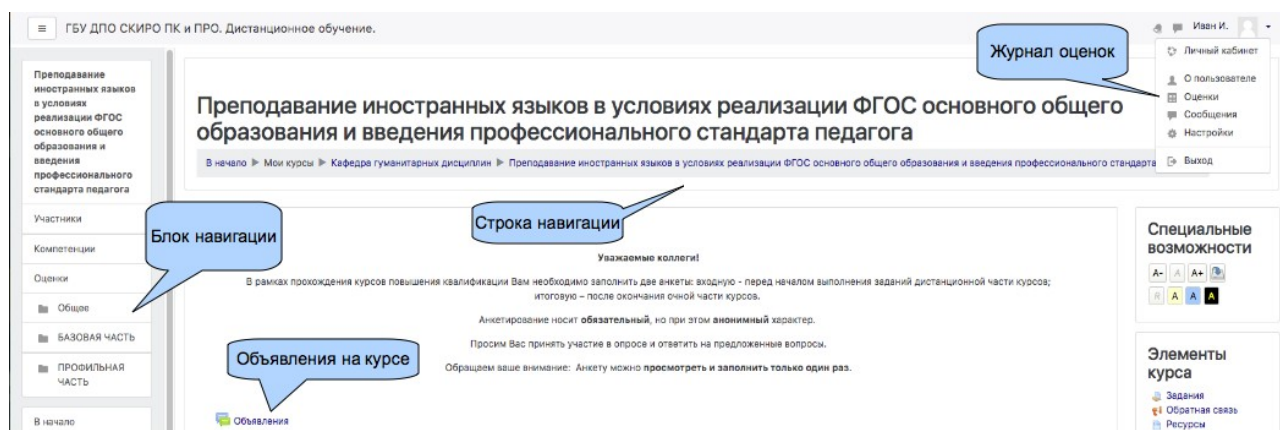 ГБУ ДПО СКИРО ПК и ПРО. Дистанционное обучение.
Иван И.
Журнал оценок
Личный кабинет
О пользователе
Оценки
Сообщения
Настройки
Выход
Преподавание
иностранных языков
в условиях
реализации ФГОС
основного общего
образования и
введения
профессионального
стандарта педагога
Участники
Компетенции
Оценки
Общее
БАЗОВАЯ ЧАСТЬ
ПРОФИЛЬНАЯ
ЧАСТЬ
В начало
Блок навигации
Преподавание иностранных языков в условиях реализации ФГОС основного общего
образования и введения профессионального стандарта педагога
В начало ▶ Мои курсы ▶ Кафедра гуманитарных дисциплин ▶ Преподавание иностранных языков в условиях реализации ФГОС основного общего образования и введения профессионального стандарта
Строка навигации
Уважаемые коллеги!
В рамках прохождения курсов повышения квалификации Вам необходимо заполнить две анкеты: входную - перед началом выполнения заданий дистанционной части курсов;
итоговую – после окончания очной части курсов.
Анкетирование носит обязательный, но при этом анонимный характер.
Просим Вас принять участие в опросе и ответить на предложенные вопросы.
Обращаем ваше внимание: Анкету можно просмотреть и заполнить только один раз.
Объявления на курсе
Объявления
Специальные
возможности
A- A A+
R A A A
Элементы
курса
Задания
Обратная связь
Ресурсы